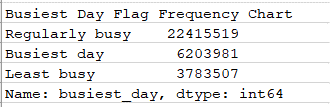 Busiest Day Flag Frequency Chart
Regularly busy    22415519
Busiest day        6203981
Least busy         3783507
Name: busiest_day, dtype: int64